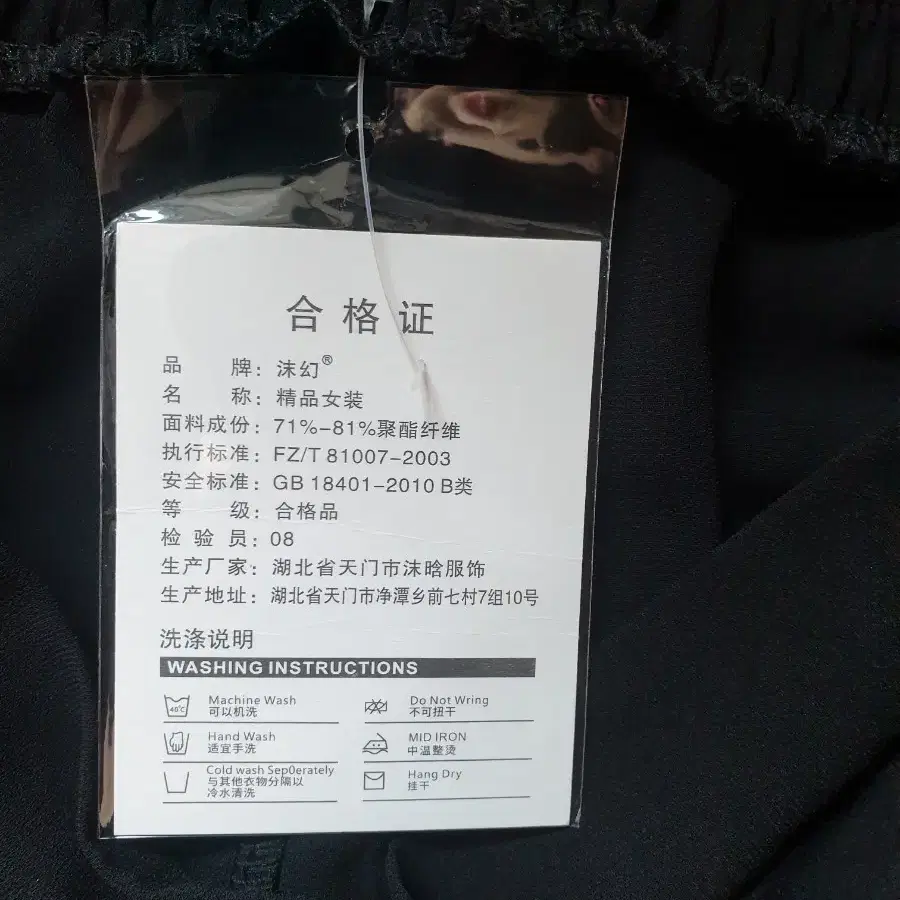 合格证
品牌：沫幻®
名称：精品女装
面料成份：71%-81%聚酯纤维
执行标准：FZ/T 81007-2003
安全标准：GB 18401-2010 B类
等级：合格品
检验员：08
生产厂家：湖北省天门市沫晗服饰
生产地址：湖北省天门市净潭乡前七村7组10号
洗涤说明
WASHING INSTRUCTIONS
40°C
Machine Wash
可以机洗
Do Not Wring
不可扭干
Hand Wash
适宜手洗
MID IRON
中温整烫
Cold wash Sep0erately
与其他衣物分隔以
冷水清洗
Hang Dry
挂干